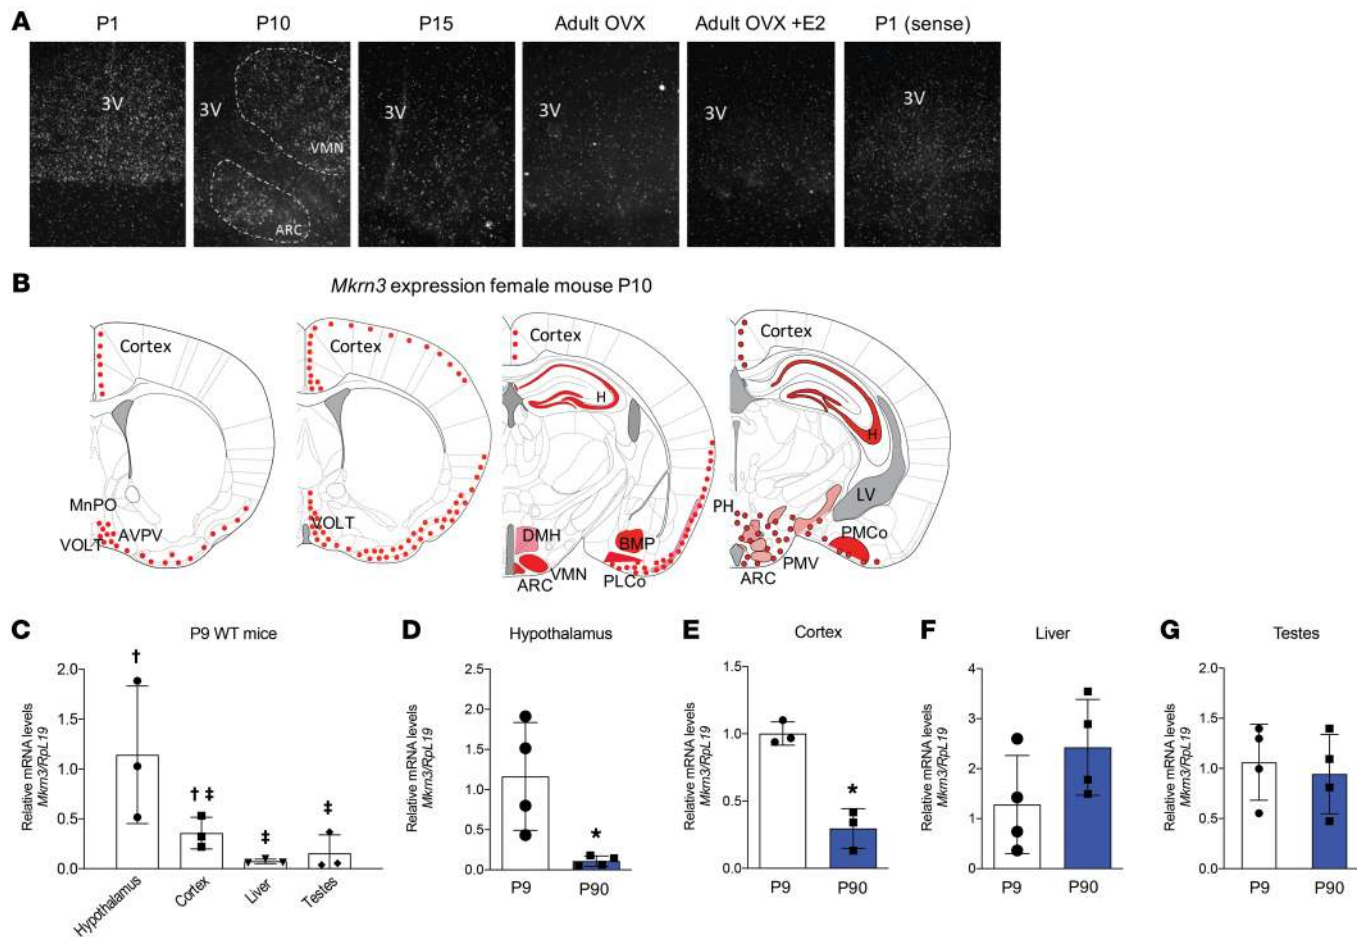 A
P1
P10
P15
Adult OVX
Adult OVX +E2
P1 (sense)
3V
3V
VMN
ARC
3V
3V
3V
3V
B
Mkrn3 expression female mouse P10
Cortex
MnPO
AVPV
VOLT
Cortex
VOLT
Cortex
H
DMH
BMP
VMN
ARC
PLCo
Cortex
H
LV
PH
PMCo
PMV
ARC
C
P9 WT mice
Relative mRNA levels
Mkrn3/RpL19
2.0
1.5
1.0
0.5
0.0
†
† ‡
‡
‡
Hypothalamus
Cortex
Liver
Testes
D
Hypothalamus
Relative mRNA levels
Mkrn3/RpL19
2.5
2.0
1.5
1.0
0.5
0.0
*
P9
P90
E
Cortex
Relative mRNA levels
Mkrn3/RpL19
1.5
1.0
0.5
0.0
*
P9
P90
F
Liver
Relative mRNA levels
Mkrn3/RpL19
4
3
2
1
0
P9
P90
G
Testes
Relative mRNA levels
Mkrn3/RpL19
2.0
1.5
1.0
0.5
0.0
P9
P90